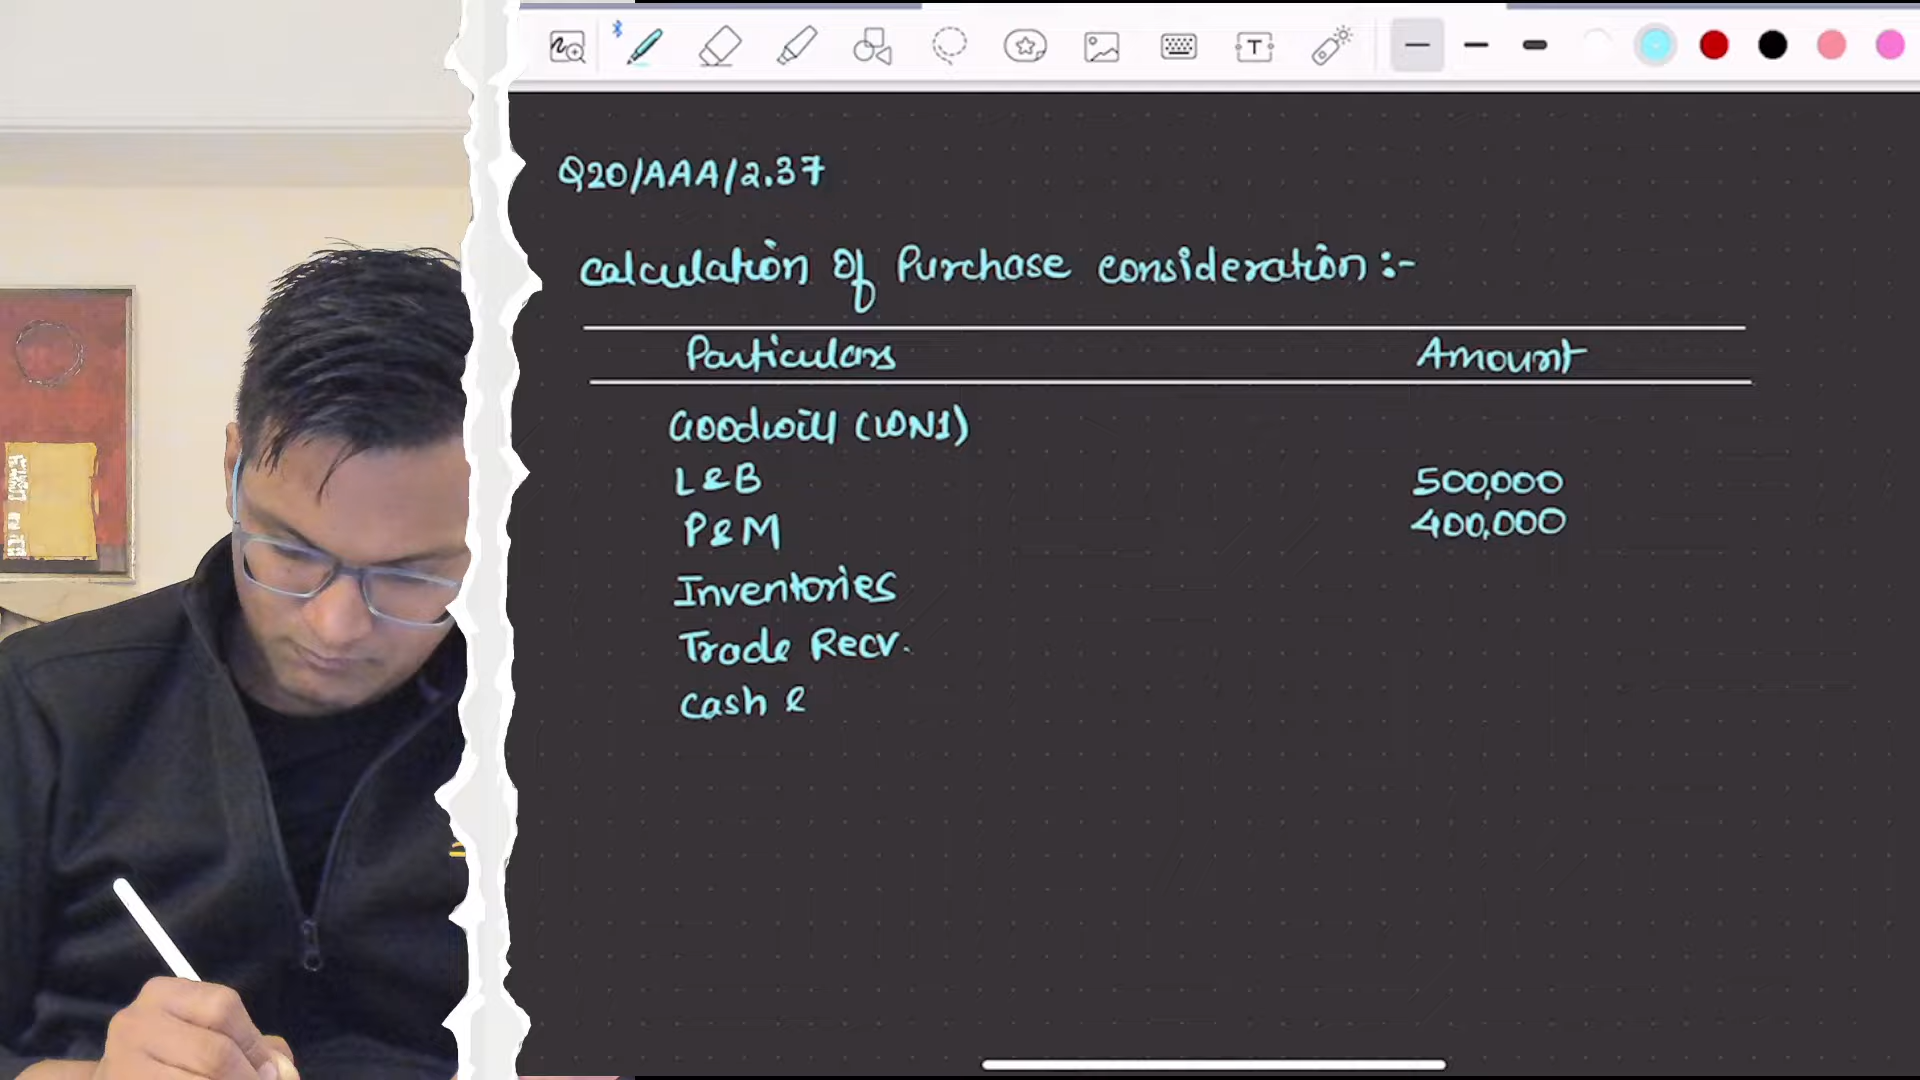 Q20/AAA/2.37
Calculation of Purchase consideration :-
Particulars Amount
Goodwill (WN1)
L & B 500,000
P & M 400,000
Inventories
Trade Recv.
Cash &
T